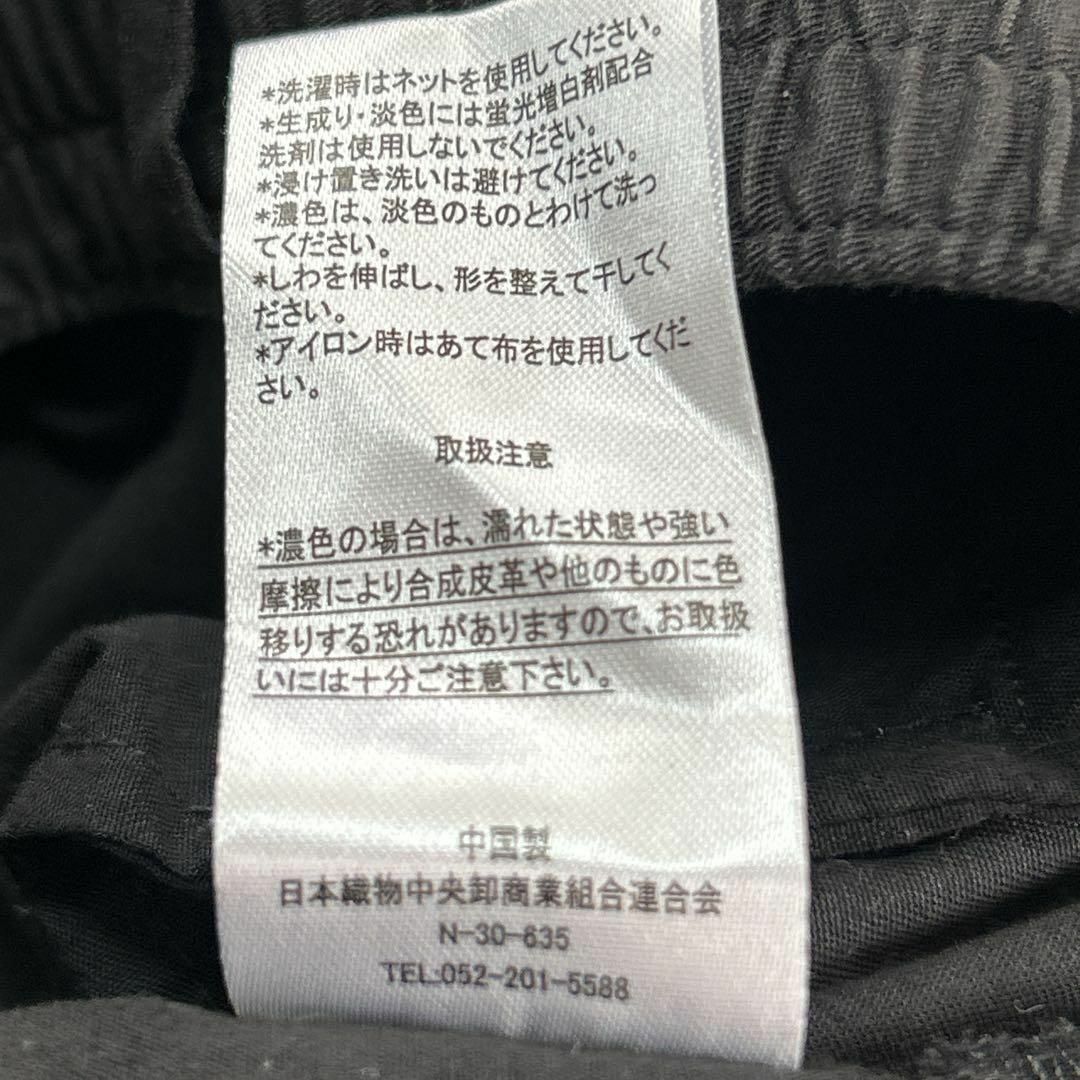 *洗濯時はネットを使用してください。
*生成り・淡色には蛍光増白剤配合
洗剤は使用しないでください。
*浸け置き洗いは避けてください。
*濃色は、淡色のものとわけて洗っ
てください。
*しわを伸ばし、形を整えて干してく
ださい。
*アイロン時はあて布を使用してくだ
さい。
取扱注意
*濃色の場合は、濡れた状態や強い
摩擦により合成皮革や他のものに色
移りする恐れがありますので、お取扱
いには十分ご注意下さい。
中国製
日本織物中央卸商業組合連合会
N-30-635
TEL:052-201-5588